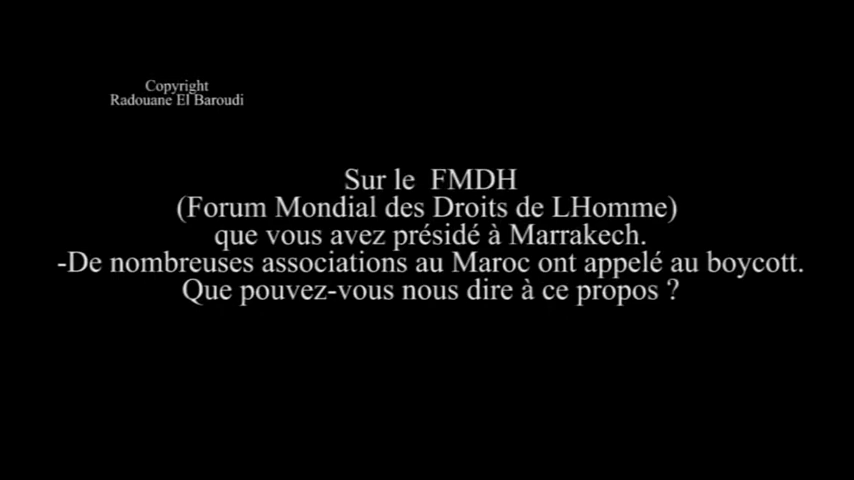 Copyright
Radouane El Baroudi
Sur le  FMDH
(Forum Mondial des Droits de LHomme)
que vous avez présidé à Marrakech.
-De nombreuses associations au Maroc ont appelé au boycott.
Que pouvez-vous nous dire à ce propos ?